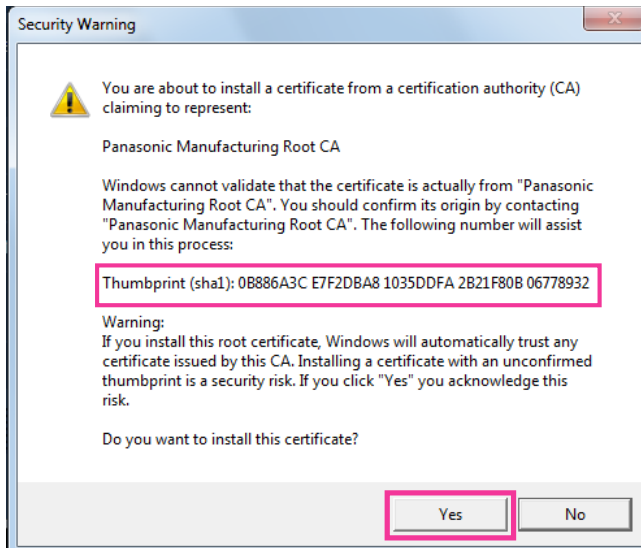 Security Warning
You are about to install a certificate from a certification authority (CA)
claiming to represent:
Panasonic Manufacturing Root CA
Windows cannot validate that the certificate is actually from "Panasonic
Manufacturing Root CA". You should confirm its origin by contacting
"Panasonic Manufacturing Root CA". The following number will assist
you in this process:
Thumbprint (sha1): 0B886A3C E7F2DBA8 1035DDFA 2B21F80B 06778932
Warning:
If you install this root certificate, Windows will automatically trust any
certificate issued by this CA. Installing a certificate with an unconfirmed
thumbprint is a security risk. If you click "Yes" you acknowledge this
risk.
Do you want to install this certificate?
Yes
No